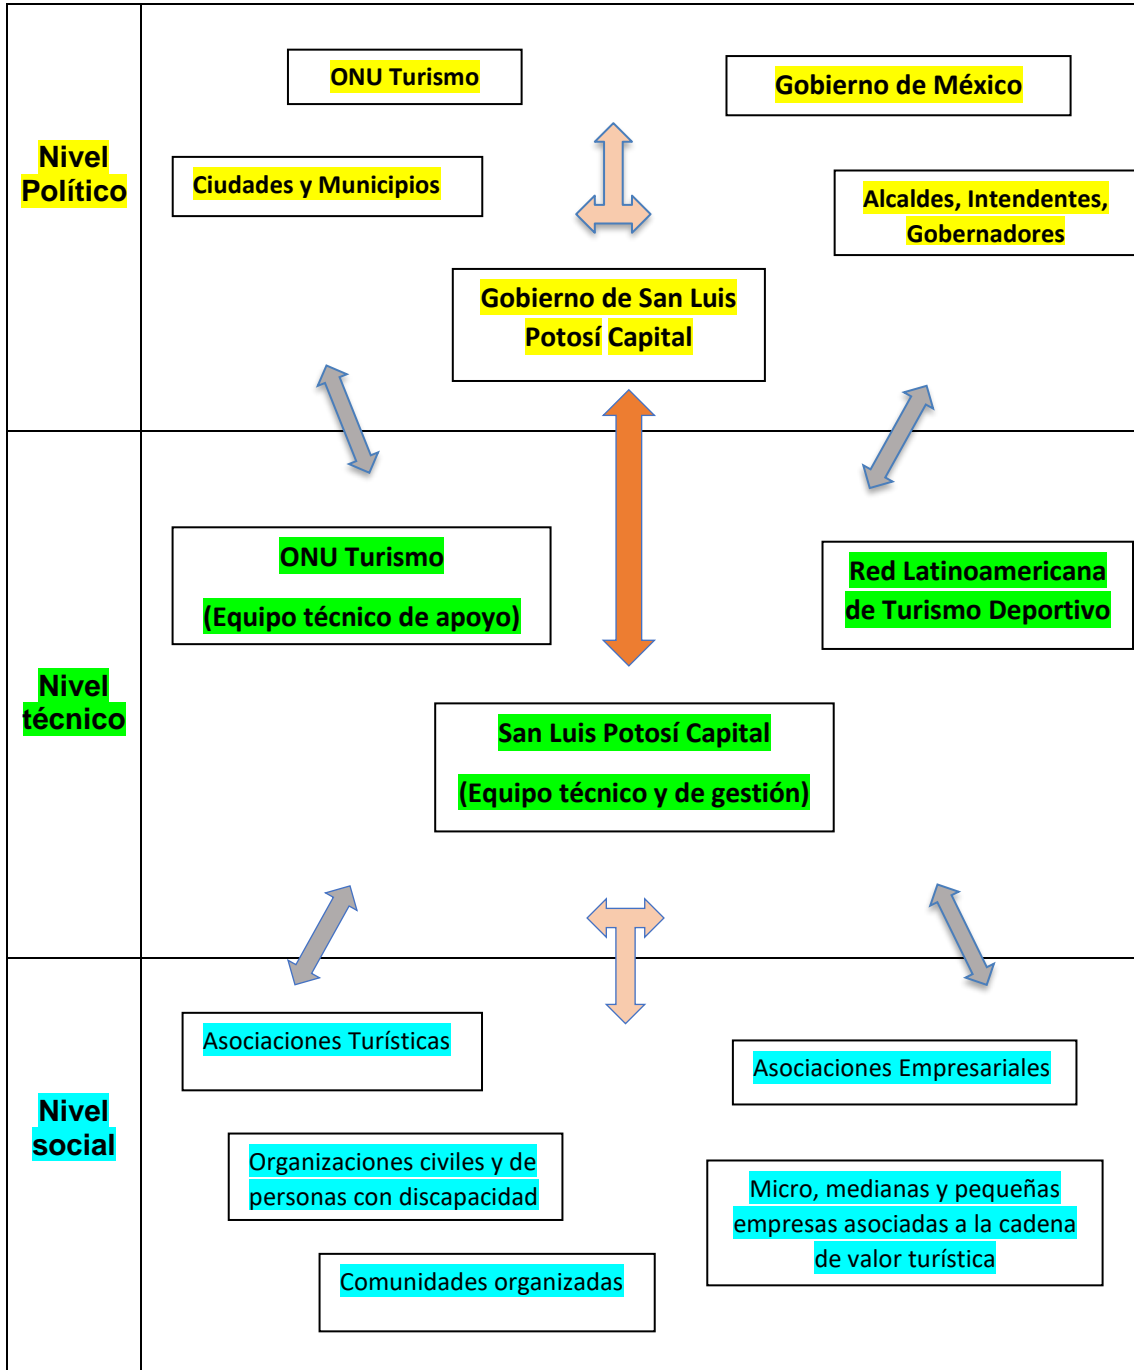 Nivel
Político
ONU Turismo
Gobierno de México
Ciudades y Municipios
Alcaldes, Intendentes,
Gobernadores
Gobierno de San Luis
Potosí Capital
Nivel
técnico
ONU Turismo
(Equipo técnico de apoyo)
Red Latinoamericana
de Turismo Deportivo
San Luis Potosí Capital
(Equipo técnico y de gestión)
Nivel
social
Asociaciones Turísticas
Asociaciones Empresariales
Organizaciones civiles y de
personas con discapacidad
Micro, medianas y pequeñas
empresas asociadas a la cadena
de valor turística
Comunidades organizadas